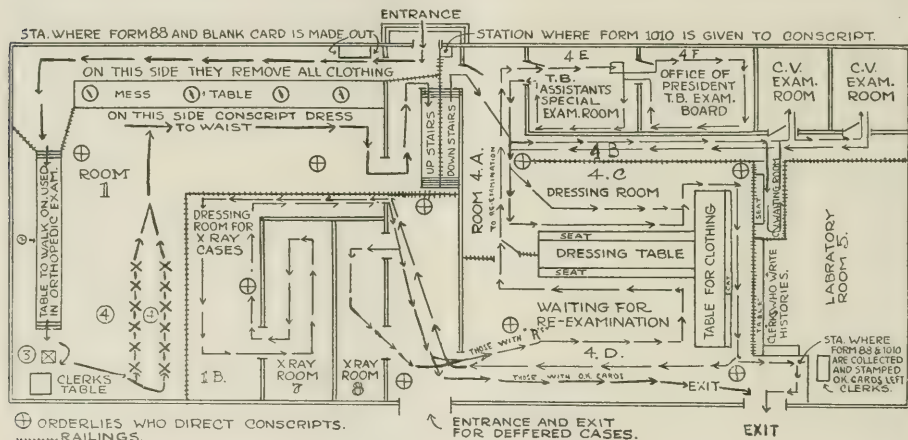 ENTRANCE
STA. WHERE FORM 88 AND BLANK CARD IS MADE OUT.
STATION WHERE FORM 1010 IS GIVEN TO CONSCRIPT.
ON THIS SIDE THEY REMOVE ALL CLOTHING
MESS TABLE
ON THIS SIDE CONSCRIPT DRESS
TO WAIST
ROOM
1
TABLE TO WALK ON. USED
IN ORTHOPEDIC EXAM.
4
3
CLERKS
TABLE
UP STAIRS
DOWN STAIRS
DRESSING
ROOM FOR
X RAY
CASES
1 B.
X RAY
ROOM
7
X RAY
ROOM
8
ROOM 4.A.
TO RE-EXAMINATION
4 E
T.B.
ASSISTANTS
SPECIAL
EXAM. ROOM
4 F
OFFICE OF
PRESIDENT
T.B. EXAM.
BOARD
C.V.
EXAM.
ROOM
C.V.
EXAM.
ROOM
4 B
4. C
DRESSING ROOM
SEAT
DRESSING TABLE
SEAT
TABLE FOR CLOTHING
WAITING FOR
RE-EXAMINATION
THOSE WITH "R'S"
4. D.
THOSE WITH O.K. CARDS
EXIT
SEAT
WAITING ROOM
TABLE
CLERKS WHO WRITE
HISTORIES.
LABRATORY
ROOM 5.
STA. WHERE
FORM 88 & 1010
ARE COLLECTED
AND STAMPED
O.K. CARDS LEFT
CLERKS.
EXIT
ORDERLIES WHO DIRECT CONSCRIPTS.
RAILINGS.
ENTRANCE AND EXIT
FOR DEFFERED CASES.